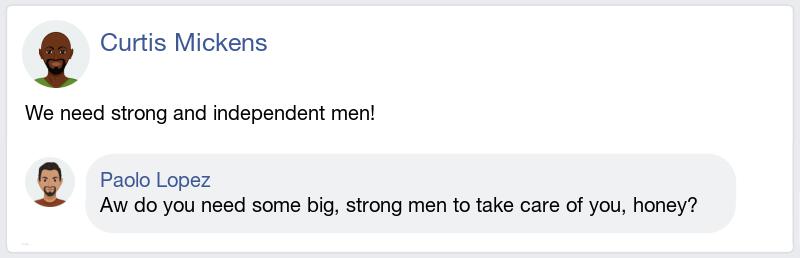 Curtis Mickens
We need strong and independent men!
Paolo Lopez
Aw do you need some big, strong men to take care of you, honey?